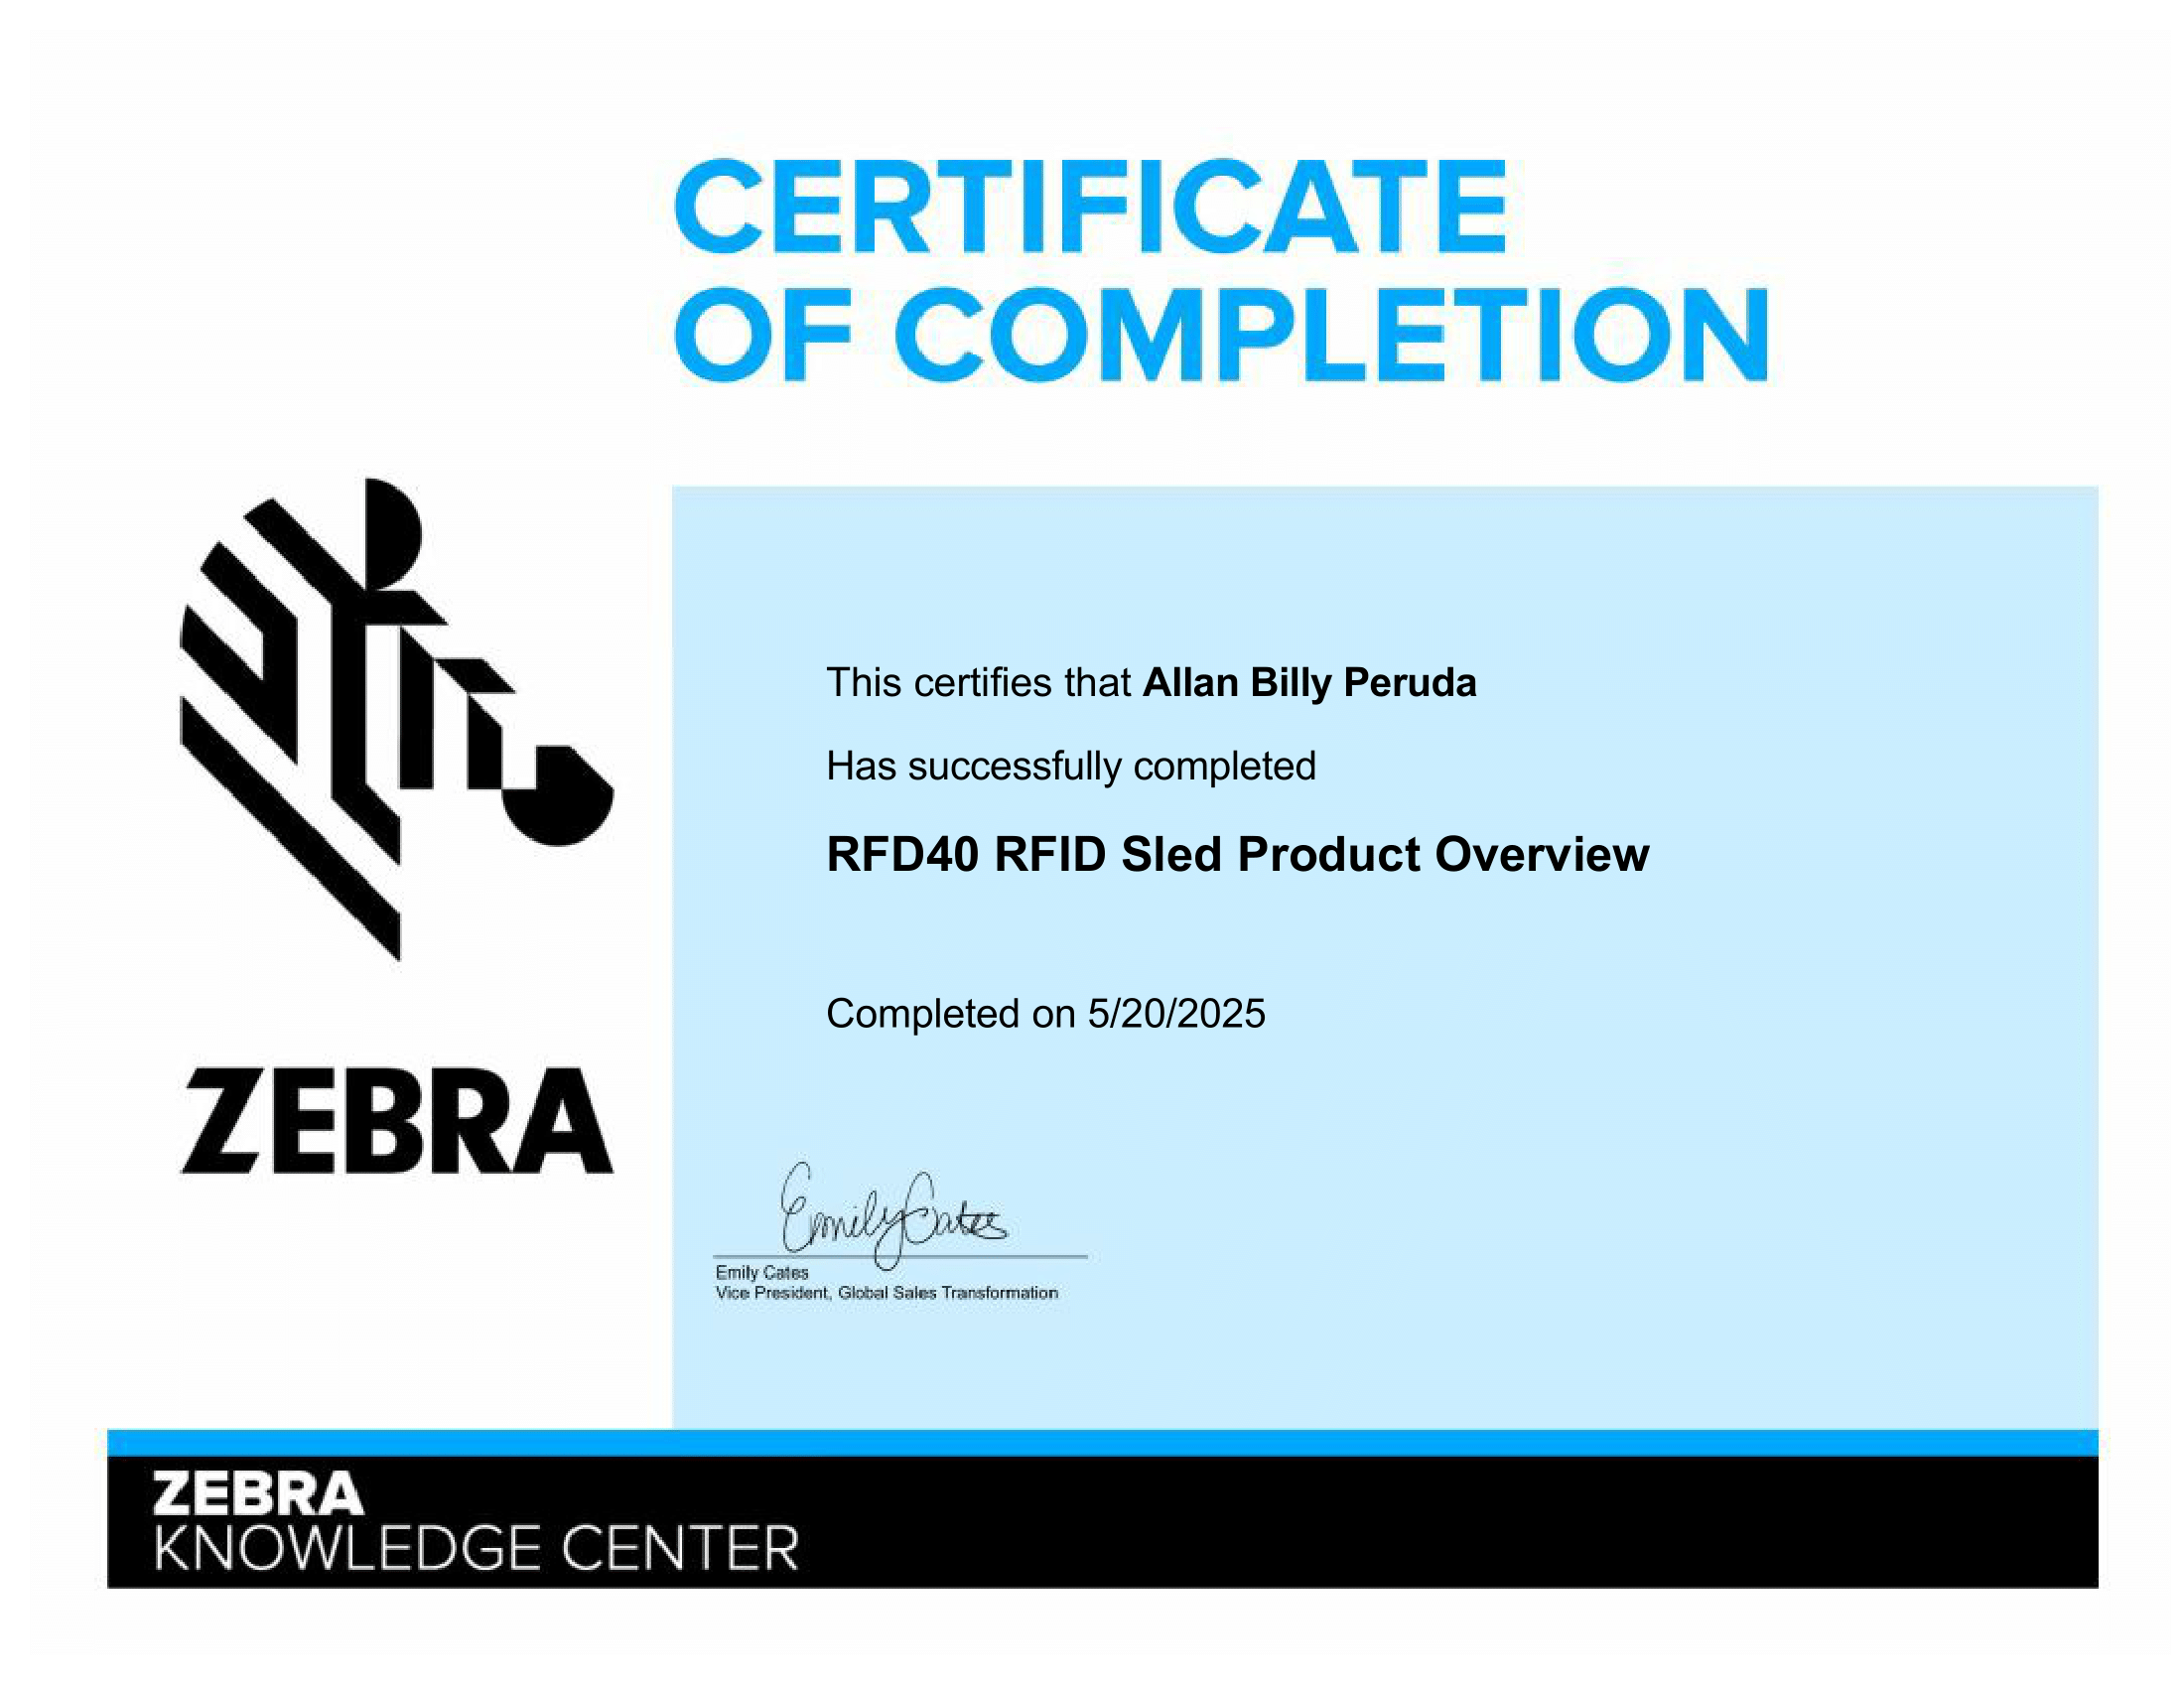 CERTIFICATE
OF COMPLETION
This certifies that Allan Billy Peruda
Has successfully completed
RFD40 RFID Sled Product Overview
Completed on 5/20/2025
ZEBRA
Emily Cates
Emily Cates
Vice President, Global Sales Transformation
ZEBRA
KNOWLEDGE CENTER